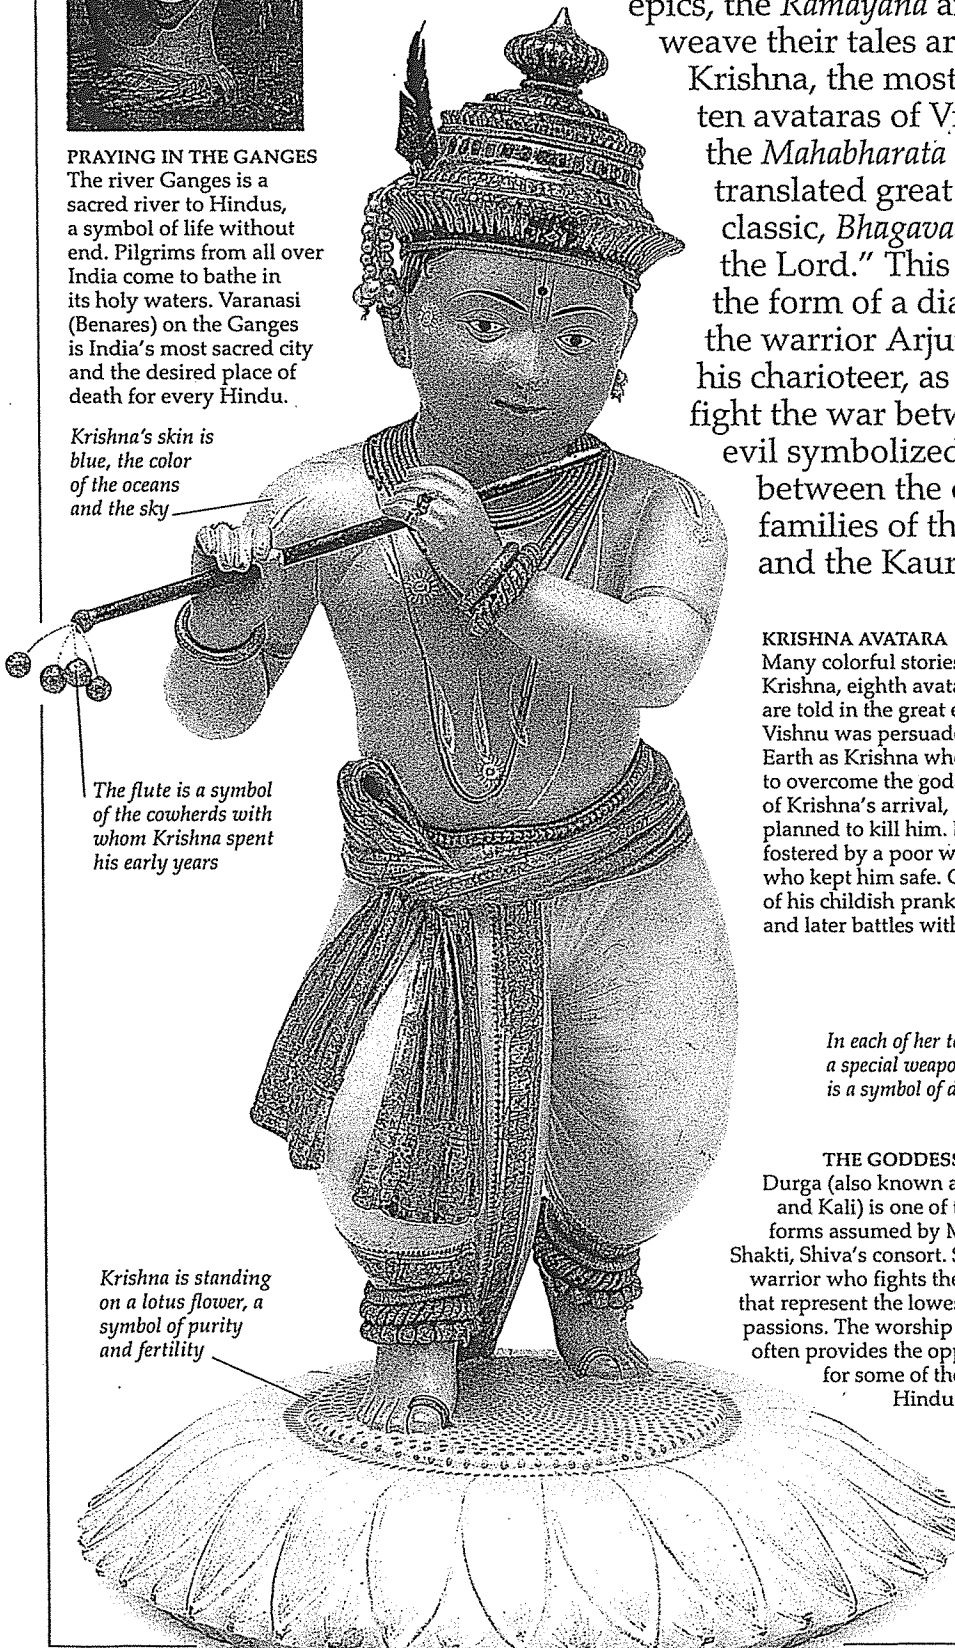 PRAYING IN THE GANGES
The river Ganges is a
sacred river to Hindus,
a symbol of life without
end. Pilgrims from all over
India come to bathe in
its holy waters. Varanasi
(Benares) on the Ganges
is India's most sacred city
and the desired place of
death for every Hindu.
Krishna's skin is
blue, the color
of the oceans
and the sky
The flute is a symbol
of the cowherds with
whom Krishna spent
his early years
Krishna is standing
on a lotus flower, a
symbol of purity
and fertility
epics, the Ramayana a
weave their tales ar
Krishna, the most
ten avataras of V
the Mahabharata
translated great
classic, Bhagava
the Lord." This
the form of a dia
the warrior Arju
his charioteer, as
fight the war betw
evil symbolized
between the
families of th
and the Kaur
KRISHNA AVATARA
Many colorful stories
Krishna, eighth avata
are told in the great e
Vishnu was persuade
Earth as Krishna whe
to overcome the god
of Krishna's arrival,
planned to kill him.
fostered by a poor w
who kept him safe.
of his childish prank
and later battles with
In each of her t
a special weapo
is a symbol of d
THE GODDESS
Durga (also known a
and Kali) is one of t
forms assumed by M
Shakti, Shiva's consort. S
warrior who fights the
that represent the lowes
passions. The worship
often provides the opp
for some of the
Hindu